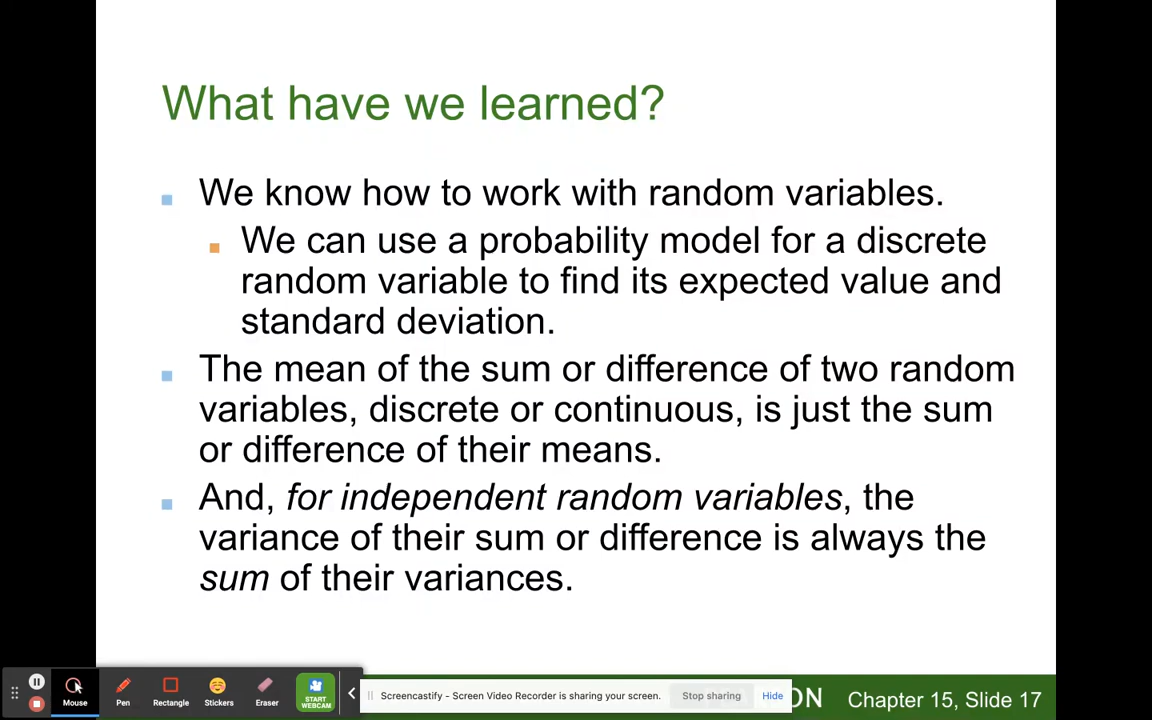 What have we learned?
We know how to work with random variables.
We can use a probability model for a discrete
random variable to find its expected value and
standard deviation.
The mean of the sum or difference of two random
variables, discrete or continuous, is just the sum
or difference of their means.
And, for independent random variables, the
variance of their sum or difference is always the
sum of their variances.
Mouse
Pen
Rectangle
Stickers
Eraser
START
WEBCAM
Screencastify - Screen Video Recorder is sharing your screen.
Stop sharing
Hide
ON
Chapter 15, Slide 17